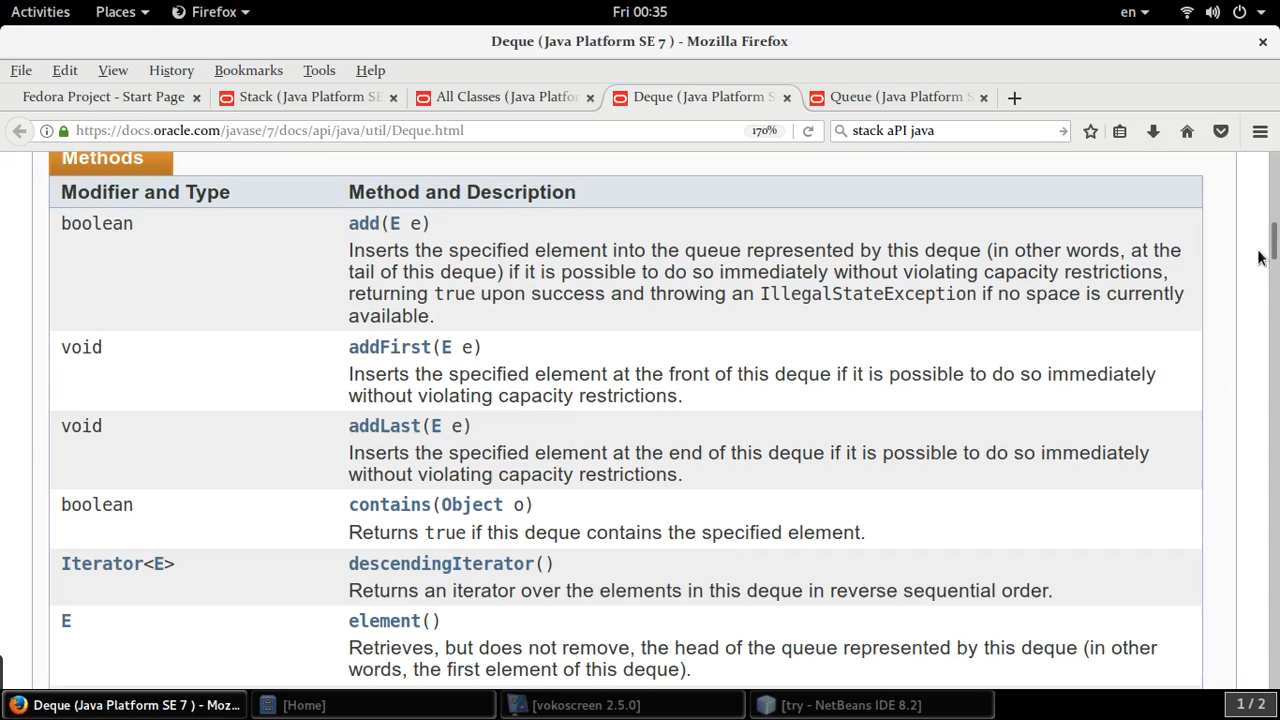 Activities Places Firefox Fri 00:35 en
Deque (Java Platform SE 7 ) - Mozilla Firefox
File Edit View History Bookmarks Tools Help
Fedora Project - Start Page Stack (Java Platform SE All Classes (Java Platfor Deque (Java Platform S Queue (Java Platform S
https://docs.oracle.com/javase/7/docs/api/java/util/Deque.html 170% stack aPI java
Methods
Modifier and Type Method and Description
boolean add(E e)
Inserts the specified element into the queue represented by this deque (in other words, at the
tail of this deque) if it is possible to do so immediately without violating capacity restrictions,
returning true upon success and throwing an IllegalStateException if no space is currently
available.
void addFirst(E e)
Inserts the specified element at the front of this deque if it is possible to do so immediately
without violating capacity restrictions.
void addLast(E e)
Inserts the specified element at the end of this deque if it is possible to do so immediately
without violating capacity restrictions.
boolean contains(Object o)
Returns true if this deque contains the specified element.
Iterator<E> descendingIterator()
Returns an iterator over the elements in this deque in reverse sequential order.
E element()
Retrieves, but does not remove, the head of the queue represented by this deque (in other
words, the first element of this deque).
Deque (Java Platform SE 7 ) - Moz... [Home] [vokoscreen 2.5.0] [try - NetBeans IDE 8.2] 1 / 2